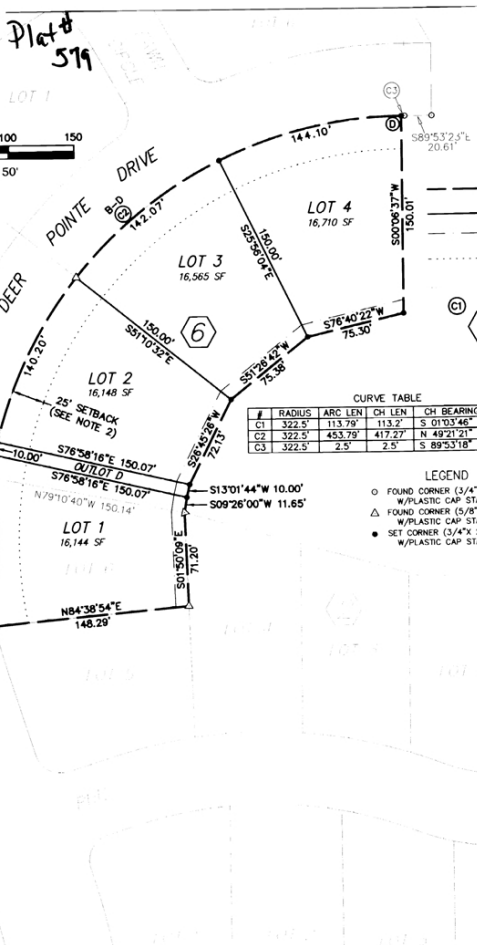 Plat #
579
LOT 1
100 150
50'
DEER POINTE DRIVE
B-D
C2
142.07'
144.10'
140.20'
C3
D
S89°53'23"E
20.61'
S00°06'37"W
150.01'
LOT 4
16,710 SF
150.00'
S25°56'04"E
LOT 3
16,565 SF
150.00'
S51°10'32"E
6
S76°40'22"W
75.30'
C1
S51°26'42"W
75.38'
LOT 2
16,148 SF
25' SETBACK
(SEE NOTE 2)
S26°45'26"W
72.13'
CURVE TABLE
# RADIUS ARC LEN CH LEN CH BEARING
C1 322.5' 113.79' 113.2' S 01°03'46"
C2 322.5' 453.79' 417.27' N 49°21'21"
C3 322.5' 2.5' 2.5' S 89°53'18"
S76°58'16"E 150.07'
10.00'
OUTLOT D
S76°58'16"E 150.07'
N79°10'40"W 150.14'
S13°01'44"W 10.00'
S09°26'00"W 11.65'
LEGEND
FOUND CORNER (3/4"
W/PLASTIC CAP ST
FOUND CORNER (5/8"
W/PLASTIC CAP ST
SET CORNER (3/4"X
W/PLASTIC CAP ST
LOT 1
16,144 SF
S01°50'09"E
71.20'
N84°38'54"E
148.29'
LOT 5